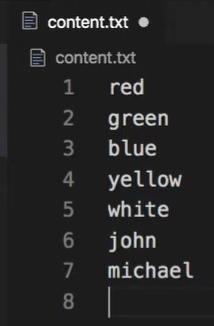 content.txt
content.txt
1 red
2 green
3 blue
4 yellow
5 white
6 john
7 michael
8